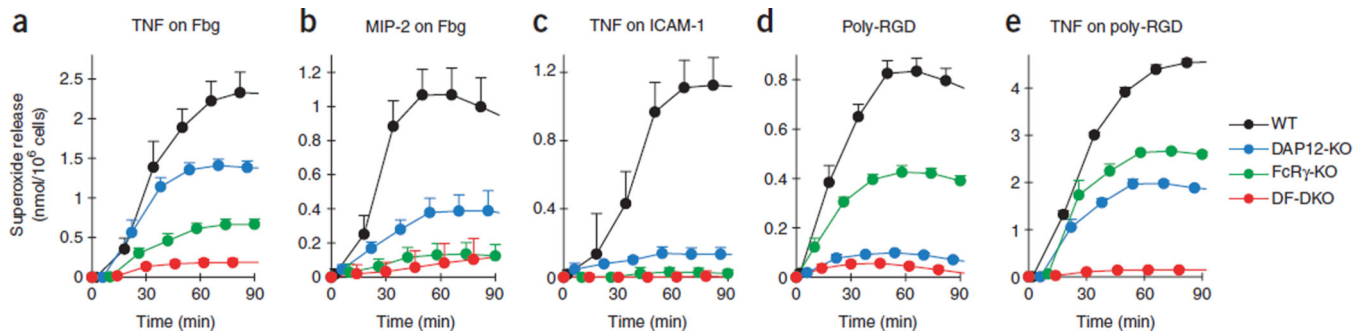 a TNF on Fbg
b MIP-2 on Fbg
c TNF on ICAM-1
d Poly-RGD
e TNF on poly-RGD
Superoxide release
(nmol/10⁶ cells)
2.5
2
1.5
1
0.5
0
0 30 60 90
Time (min)
1.2
1
0.8
0.6
0.4
0.2
0
0 30 60 90
Time (min)
1.2
0.8
0.4
0
0 30 60 90
Time (min)
0.8
0.6
0.4
0.2
0
0 30 60 90
Time (min)
4
3
2
1
0
0 30 60 90
Time (min)
WT
DAP12-KO
FcRγ-KO
DF-DKO